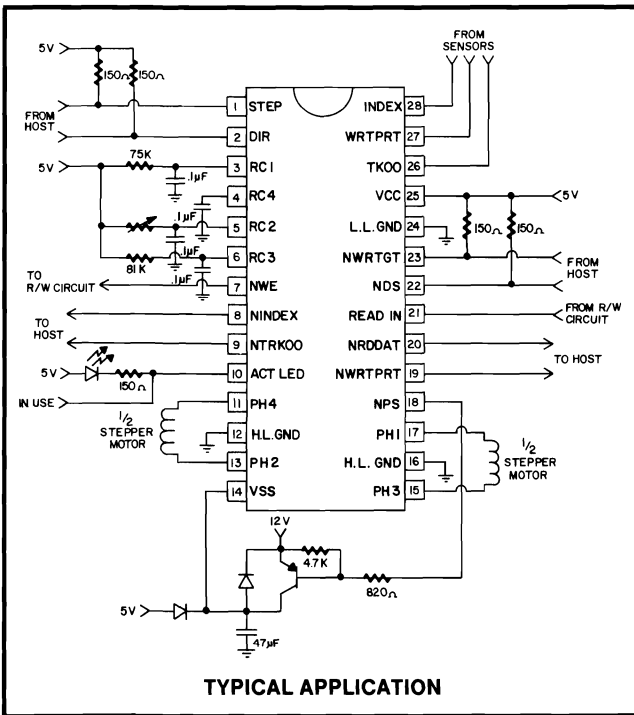 FROM
SENSORS
5V
150Ω 150Ω
FROM
HOST
1 STEP INDEX 28
2 DIR WRTPRT 27
5V 75K 3 RC1 TK00 26
.1µF
4 RC4 VCC 25 5V
.1µF
5 RC2 L.L.GND 24 150Ω 150Ω
.1µF
81K 6 RC3 NWRTGT 23 FROM
HOST
.1µF
TO
R/W CIRCUIT
7 NWE NDS 22
8 NINDEX READ IN 21 FROM R/W
CIRCUIT
TO
HOST
9 NTRK00 NRDDAT 20
TO HOST
5V 150Ω 10 ACT LED NWRTPRT 19
IN USE
11 PH4 NPS 18
1/2
STEPPER
MOTOR
12 H.L.GND PH1 17
13 PH2 H.L.GND 16
1/2
STEPPER
MOTOR
14 VSS PH3 15
12V
4.7K
820Ω
5V
47µF
TYPICAL APPLICATION